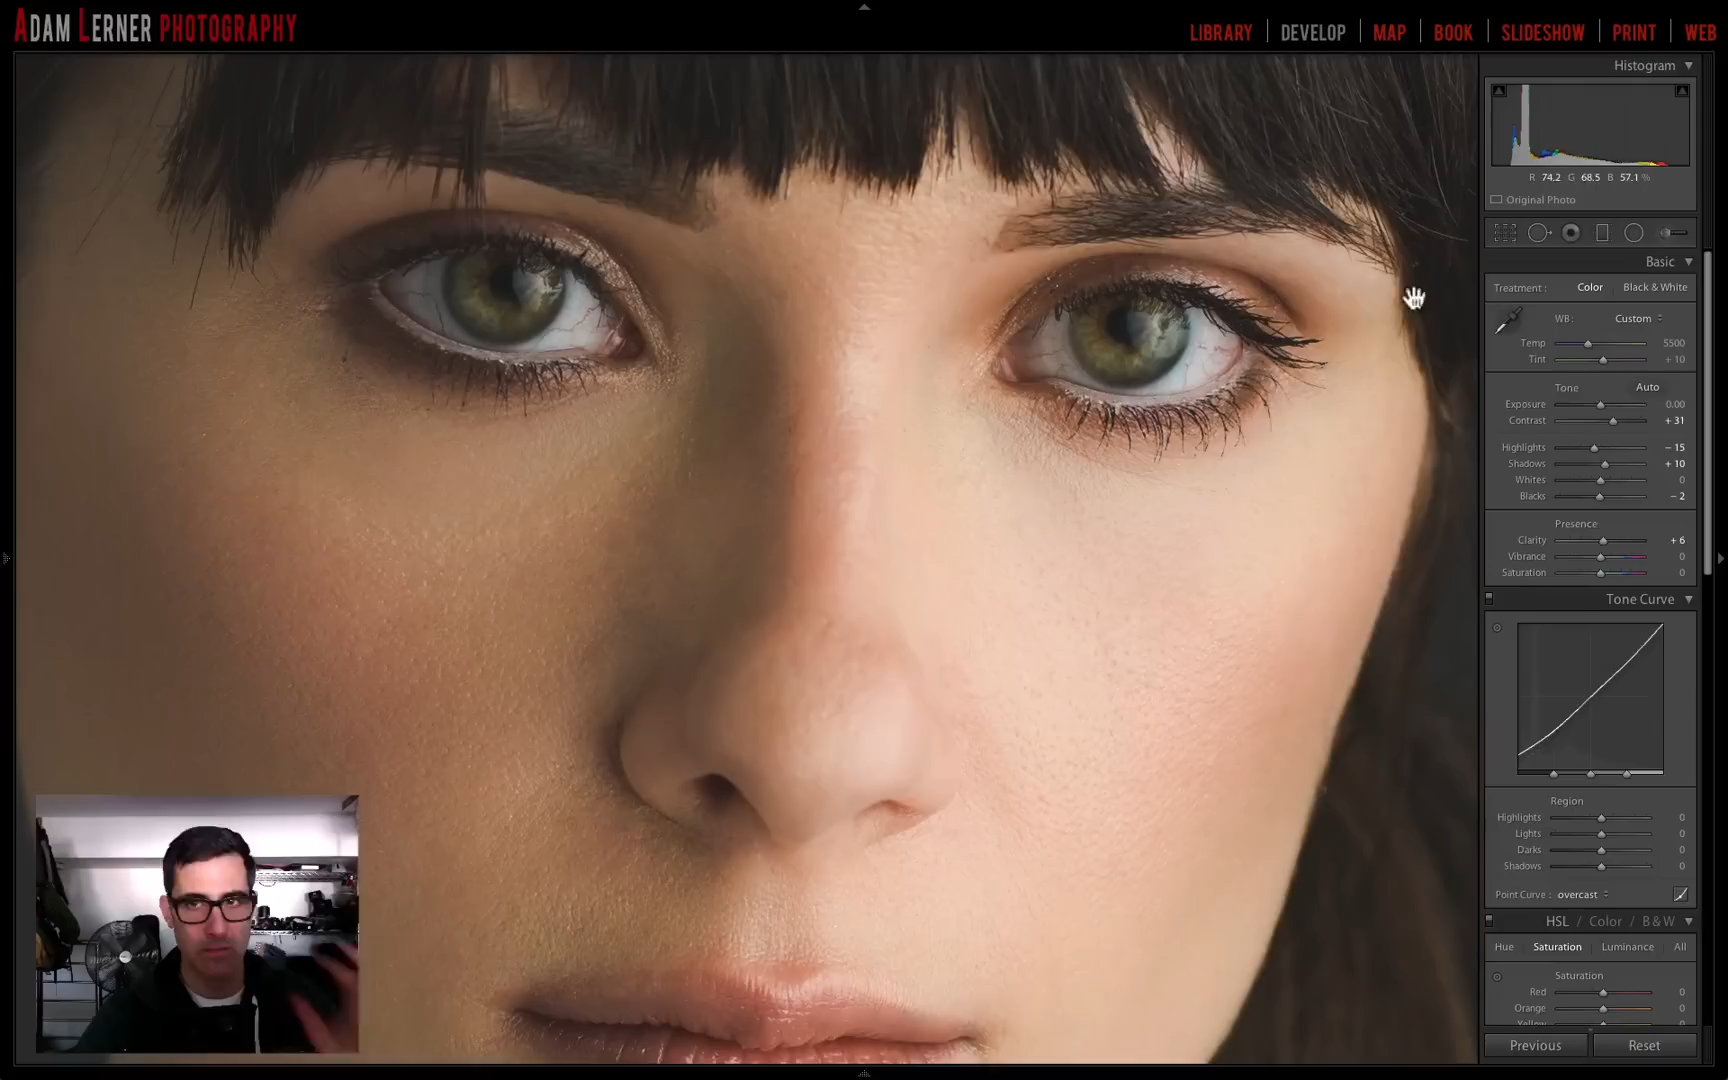 ADAM LERNER PHOTOGRAPHY
LIBRARY | DEVELOP | MAP | BOOK | SLIDESHOW | PRINT | WEB
Histogram
R 74.2 G 68.5 B 57.1 %
Original Photo
Basic
Treatment : Color Black & White
WB: Custom
Temp 5500
Tint + 10
Tone Auto
Exposure 0.00
Contrast + 31
Highlights − 15
Shadows + 10
Whites 0
Blacks − 2
Presence
Clarity + 6
Vibrance 0
Saturation 0
Tone Curve
Region
Highlights 0
Lights 0
Darks 0
Shadows 0
Point Curve : overcast
HSL / Color / B & W
Hue Saturation Luminance All
Saturation
Red 0
Orange 0
Yellow
Previous Reset